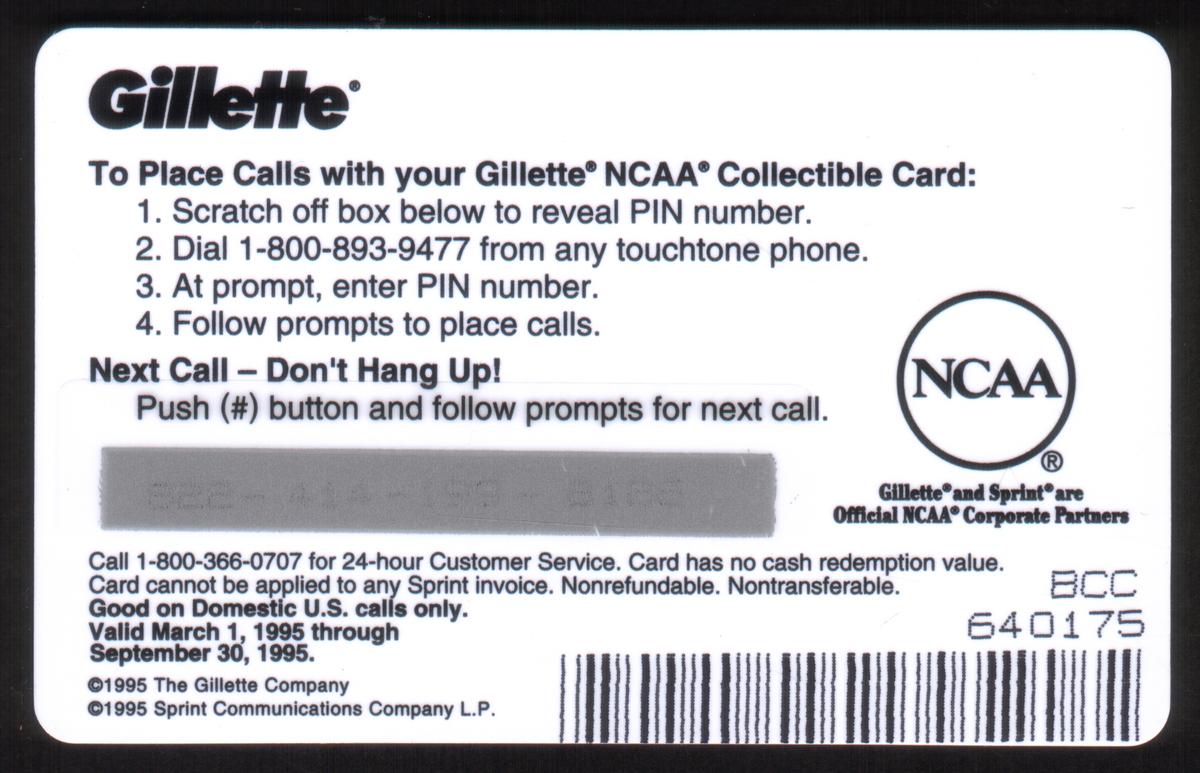 Gillette®
To Place Calls with your Gillette® NCAA® Collectible Card:
1. Scratch off box below to reveal PIN number.
2. Dial 1-800-893-9477 from any touchtone phone.
3. At prompt, enter PIN number.
4. Follow prompts to place calls.
Next Call – Don't Hang Up!
Push (#) button and follow prompts for next call.
NCAA®
Gillette® and Sprint® are
Official NCAA® Corporate Partners
Call 1-800-366-0707 for 24-hour Customer Service. Card has no cash redemption value.
Card cannot be applied to any Sprint invoice. Nonrefundable. Nontransferable.
Good on Domestic U.S. calls only.
Valid March 1, 1995 through
September 30, 1995.
BCC
640175
©1995 The Gillette Company
©1995 Sprint Communications Company L.P.